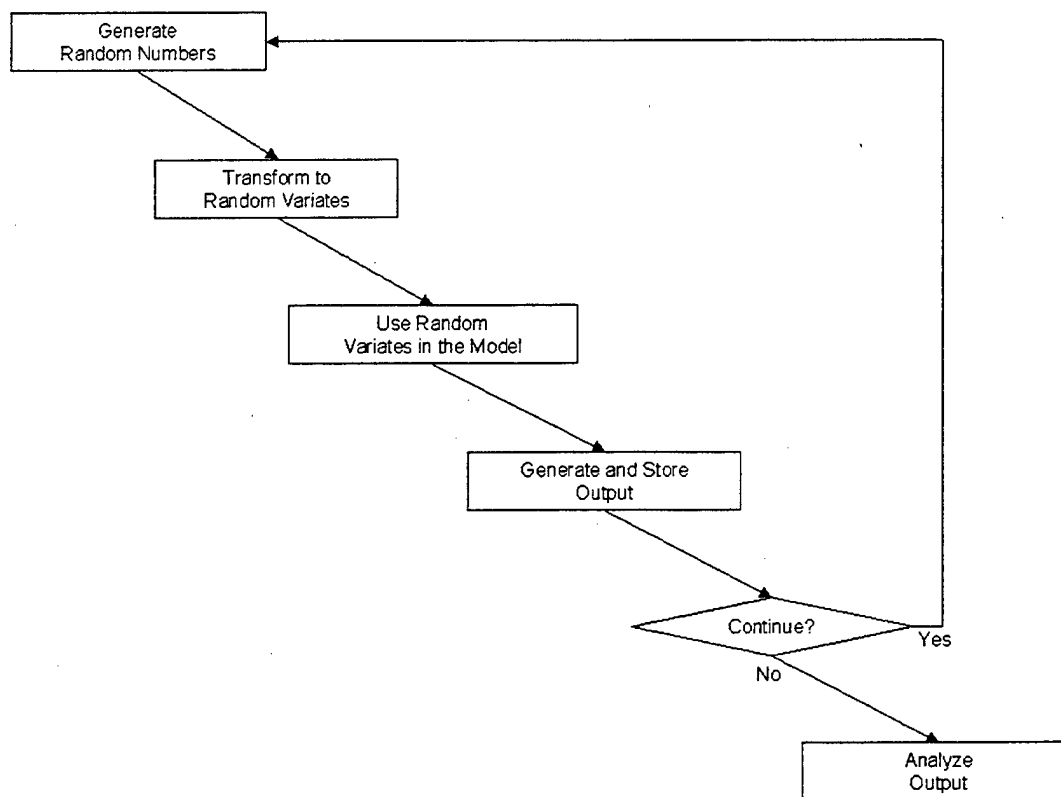 Generate
Random Numbers
Transform to
Random Variates
Use Random
Variates in the Model
Generate and Store
Output
Continue?
Yes
No
Analyze
Output